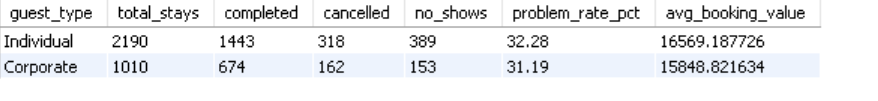 guest_type total_stays completed cancelled no_shows problem_rate_pct avg_booking_value
Individual 2190 1443 318 389 32.28 16569.187726
Corporate 1010 674 162 153 31.19 15848.821634